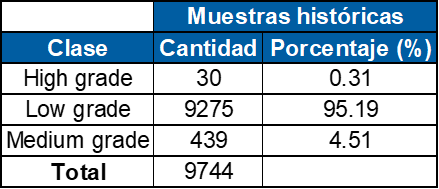 Muestras históricas
Clase Cantidad Porcentaje (%)
High grade 30 0.31
Low grade 9275 95.19
Medium grade 439 4.51
Total 9744